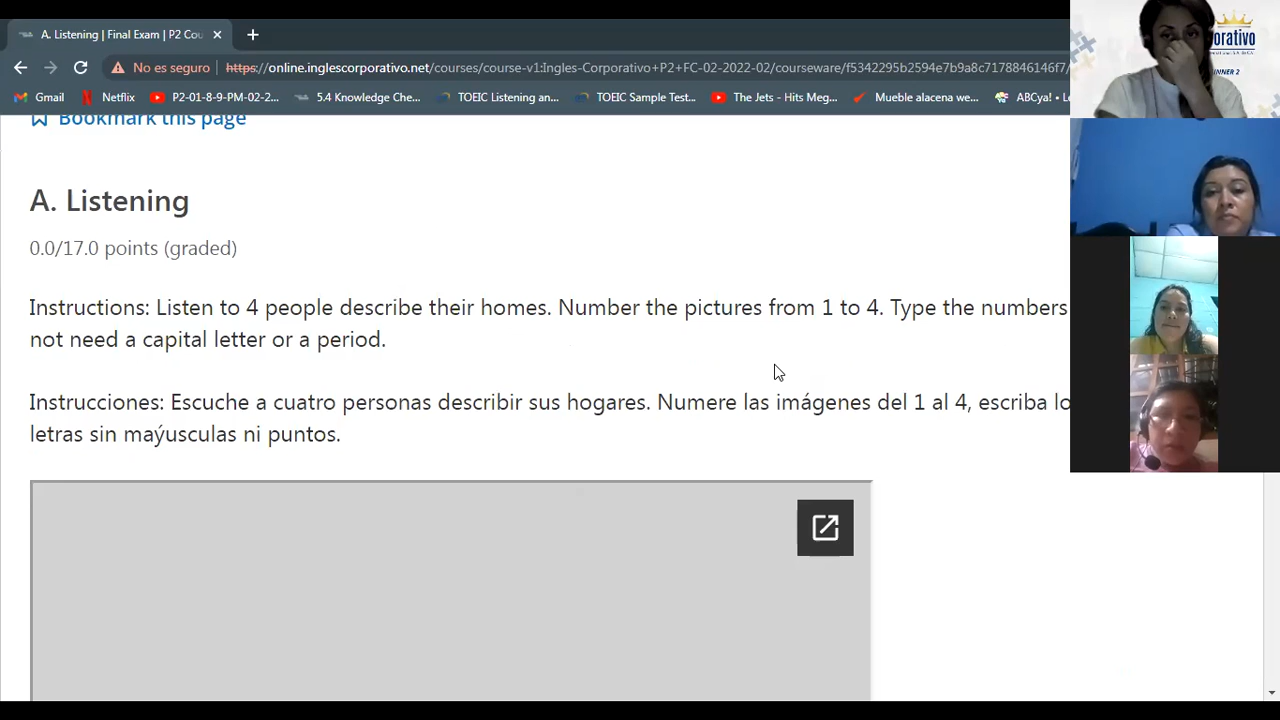 A. Listening | Final Exam | P2 Cou
No es seguro
https://online.inglescorporativo.net/courses/course-v1:Ingles-Corporativo+P2+FC-02-2022-02/courseware/f5342295b2594e7b9a8c7178846146f7/
Gmail
Netflix
P2-01-8-9-PM-02-2...
5.4 Knowledge Che...
TOEIC Listening an...
TOEIC Sample Test...
The Jets - Hits Meg...
Mueble alacena we...
ABCya! • Le
orativo
INNER 2
Bookmark this page
A. Listening
0.0/17.0 points (graded)
Instructions: Listen to 4 people describe their homes. Number the pictures from 1 to 4. Type the numbers
not need a capital letter or a period.
Instrucciones: Escuche a cuatro personas describir sus hogares. Numere las imágenes del 1 al 4, escriba lo
letras sin maýusculas ni puntos.